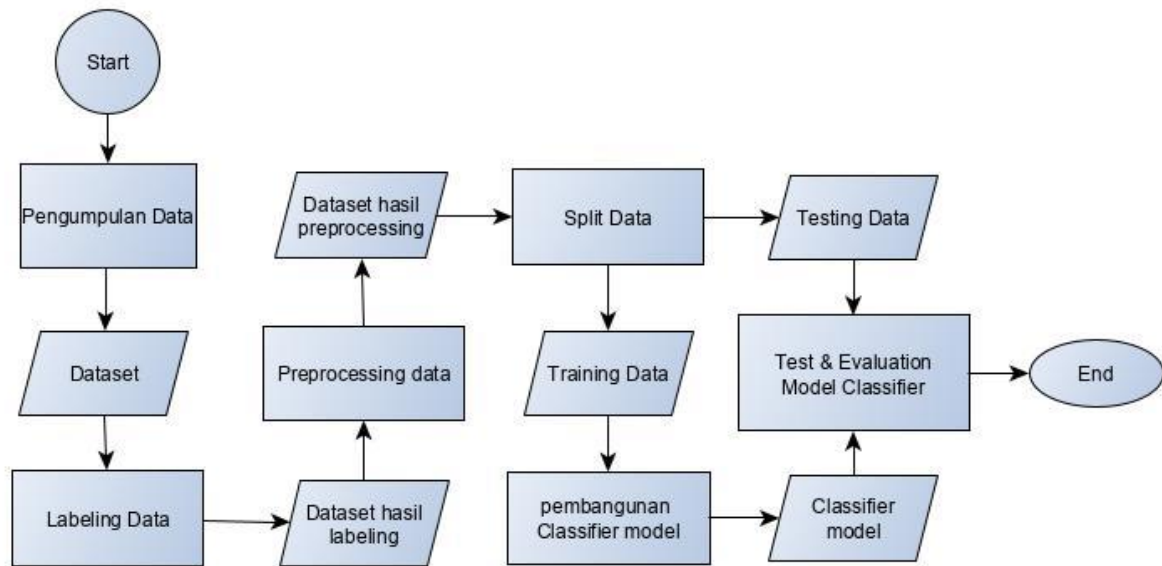 Start
Pengumpulan Data
Dataset
Labeling Data
Dataset hasil
labeling
Preprocessing data
Dataset hasil
preprocessing
Split Data
Testing Data
Training Data
pembangunan
Classifier model
Classifier
model
Test & Evaluation
Model Classifier
End